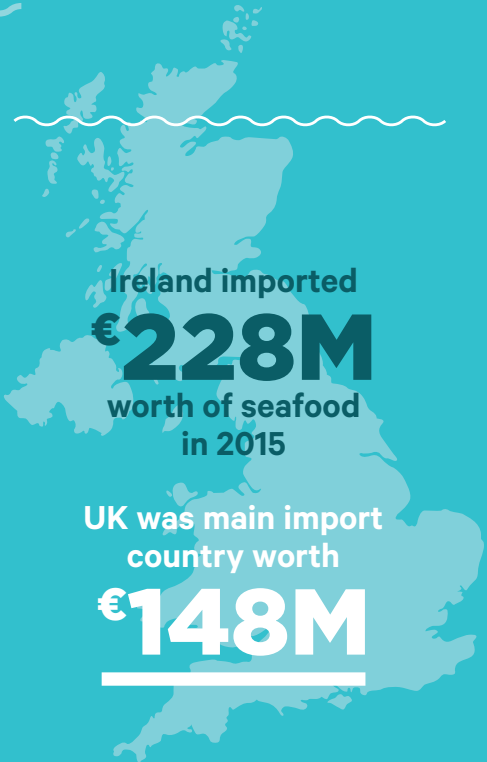 Ireland imported
€228M
worth of seafood
in 2015
UK was main import
country worth
€148M